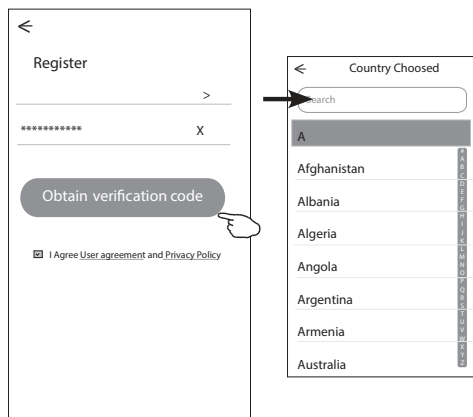 Register
>
***********
X
Obtain verification code
I Agree User agreement and Privacy Policy
Country Choosed
Search
A
Afghanistan
Albania
Algeria
Angola
Argentina
Armenia
Australia
#
A
B
C
D
E
F
G
H
I
J
K
L
M
N
O
P
Q
R
S
T
U
V
W
X
Y
Z